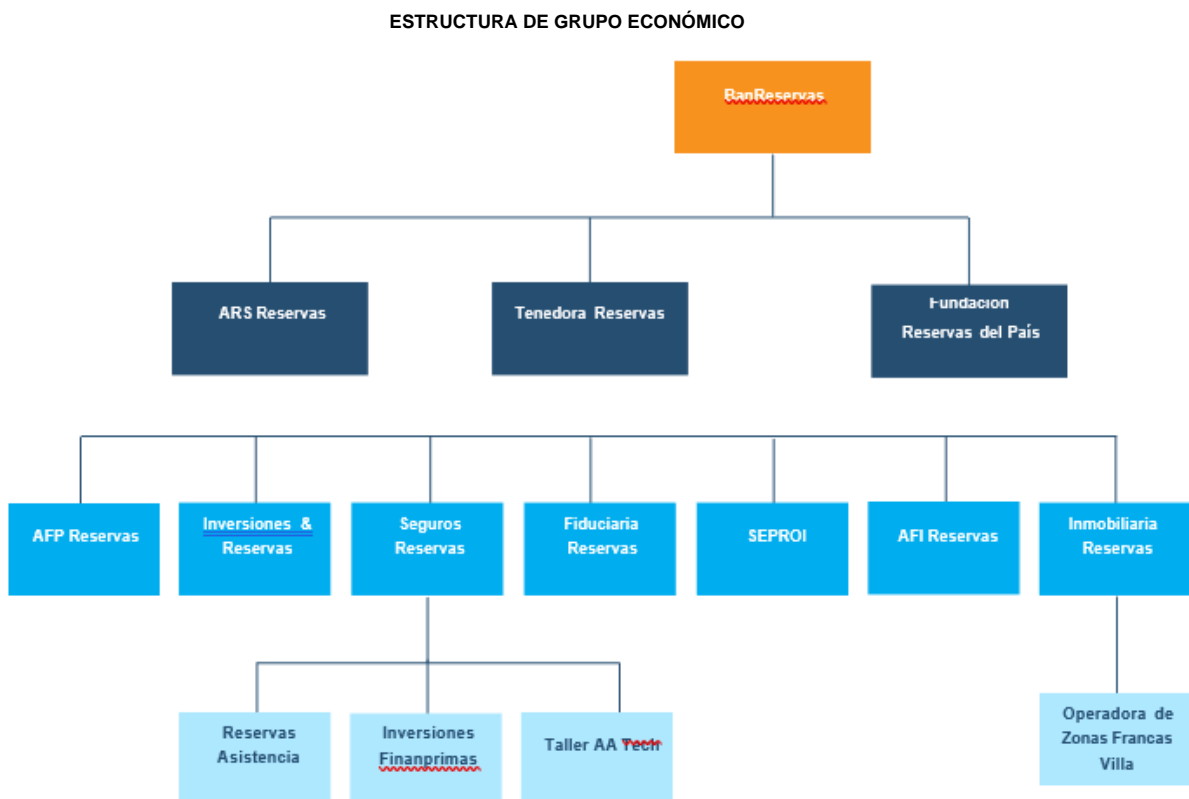 ESTRUCTURA DE GRUPO ECONÓMICO
BanReservas
ARS Reservas
Tenedora Reservas
Fundación
Reservas del País
AFP Reservas
Inversiones &
Reservas
Seguros
Reservas
Fiduciaria
Reservas
SEPROI
AFI Reservas
Inmobiliaria
Reservas
Reservas
Asistencia
Inversiones
Finanprimas
Taller AA Tech
Operadora de
Zonas Francas
Villa